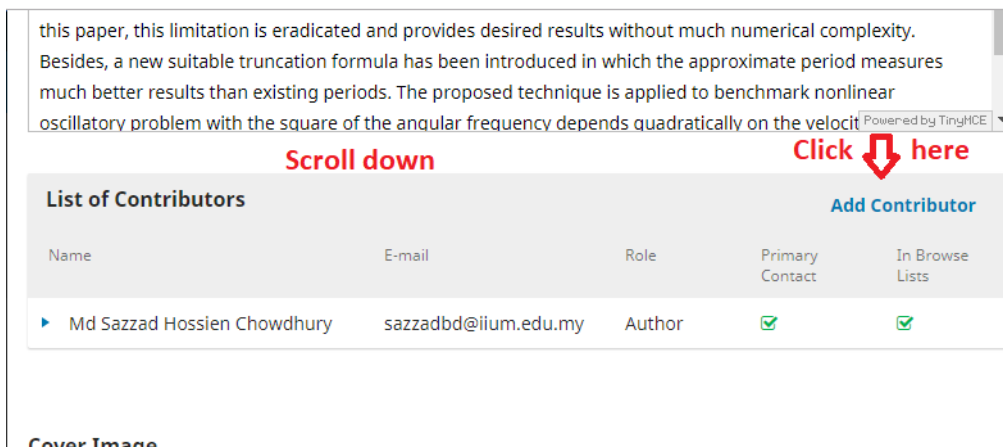 this paper, this limitation is eradicated and provides desired results without much numerical complexity.
Besides, a new suitable truncation formula has been introduced in which the approximate period measures
much better results than existing periods. The proposed technique is applied to benchmark nonlinear
oscillatory problem with the square of the angular frequency depends quadratically on the velocit
Powered by TinyMCE
Scroll down
Click here
List of Contributors
Add Contributor
Name E-mail Role Primary Contact In Browse Lists
Md Sazzad Hossien Chowdhury sazzadbd@iium.edu.my Author
Cover Image